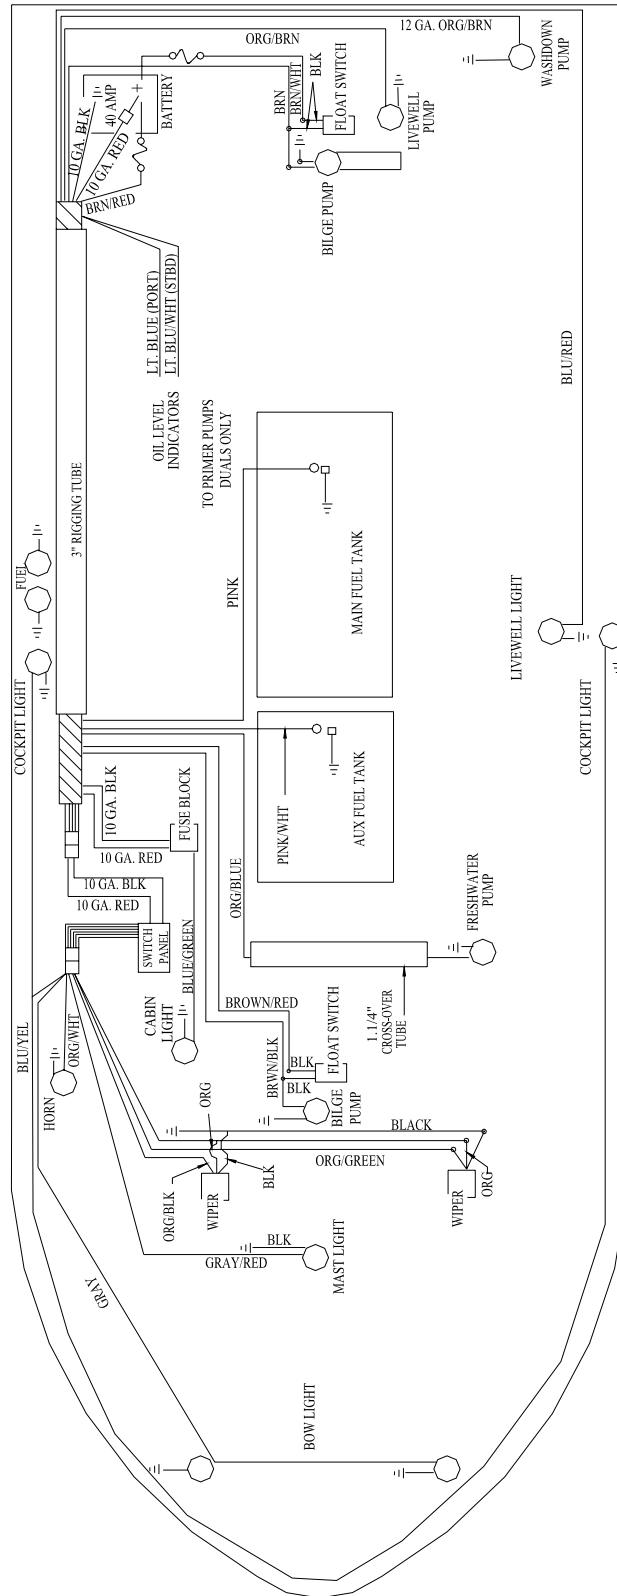 12 GA. ORG/BRN
WASHDOWN
PUMP
ORG/BRN
LIVEWELL
PUMP
BLK
BRN/WHT
BRN
FLOAT SWITCH
BILGE PUMP
BATTERY
40 AMP
+
10 GA. BLK
10 GA. RED
BRN/RED
LT. BLUE (PORT)
LT. BLU/WHT (STBD)
OIL LEVEL
INDICATORS
TO PRIMER PUMPS
DUALS ONLY
BLU/RED
3" RIGGING TUBE
FUEL
PINK
MAIN FUEL TANK
LIVEWELL LIGHT
COCKPIT LIGHT
COCKPIT LIGHT
10 GA. BLK
10 GA. RED
FUSE BLOCK
PINK/WHT
AUX FUEL TANK
10 GA. BLK
10 GA. RED
ORG/BLUE
FRESHWATER
PUMP
SWITCH
PANEL
BLUE/GREEN
CABIN
LIGHT
BROWN/RED
1.1/4"
CROSS-OVER
TUBE
BLU/YEL
ORG/WHT
HORN
BRWN/BLK
BLK
BLK
FLOAT SWITCH
BILGE
PUMP
ORG
BLACK
ORG/GREEN
ORG/BLK
WIPER
BLK
WIPER
ORG
BLK
GRAY/RED
MAST LIGHT
GRAY
BOW LIGHT